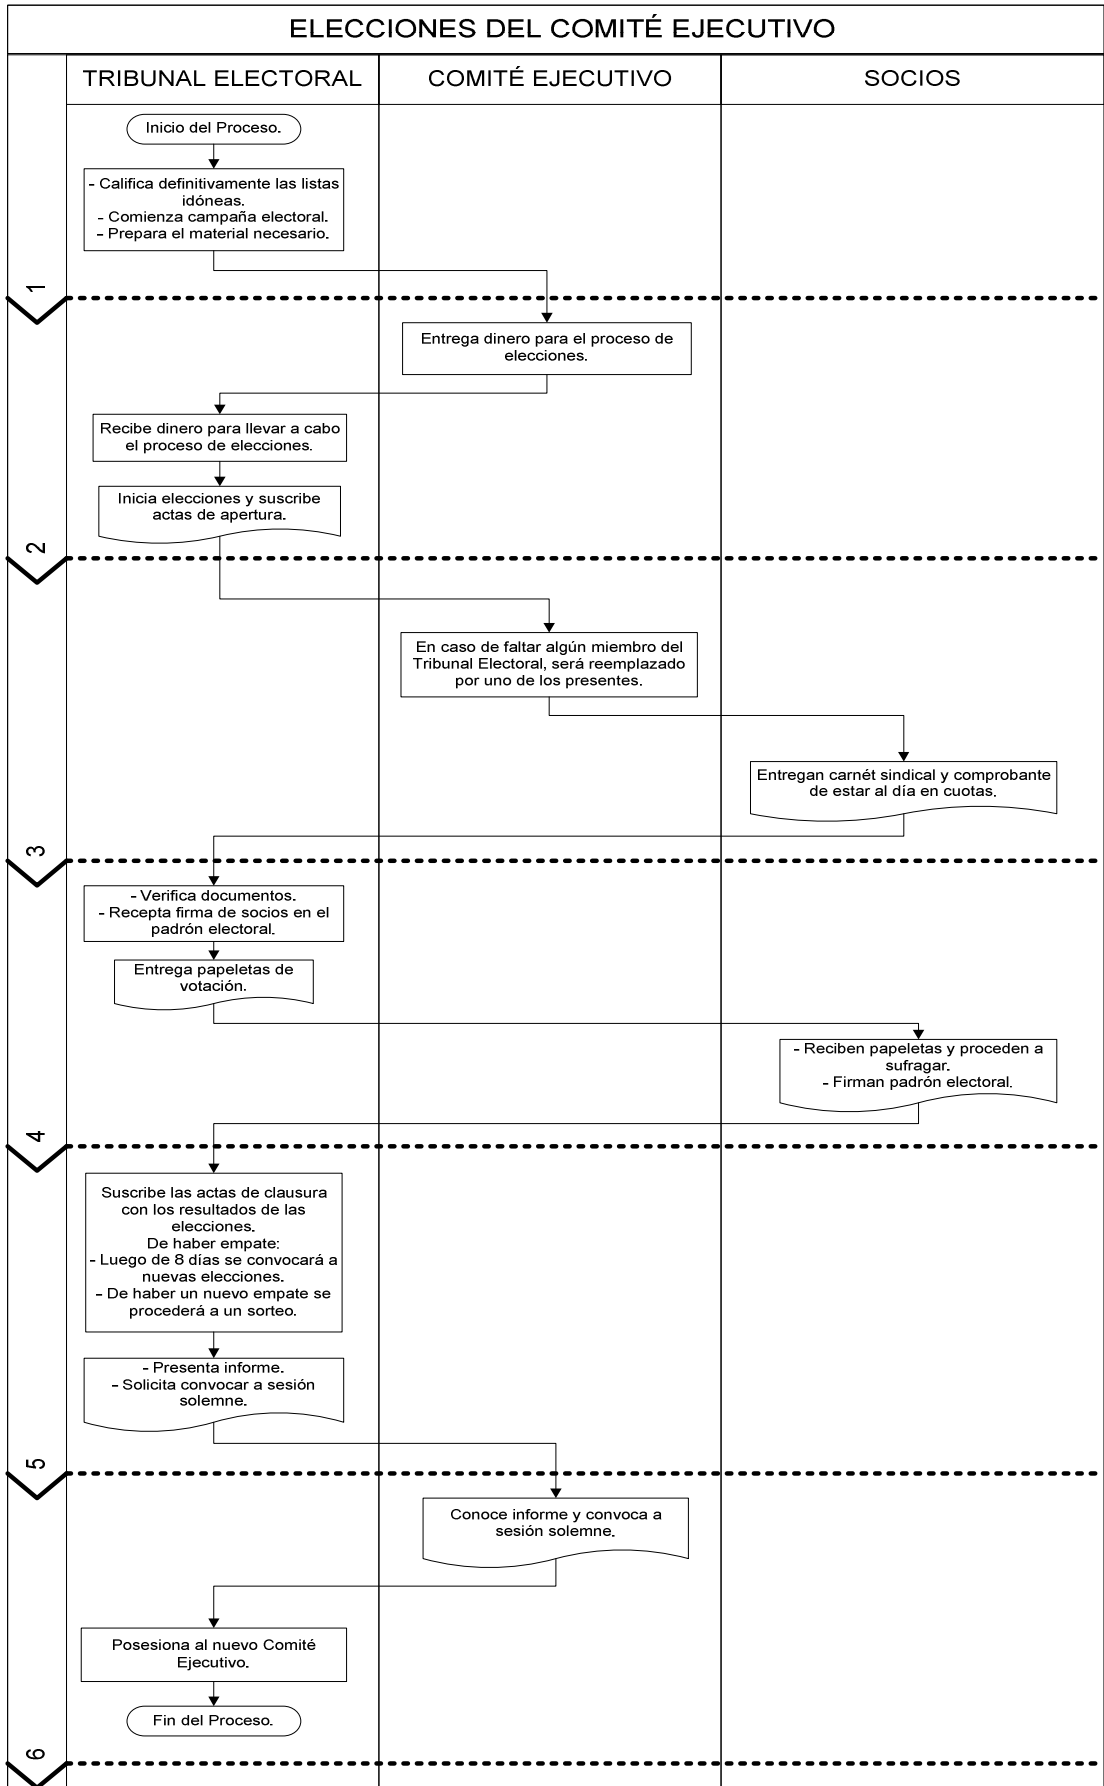 ELECCIONES DEL COMITÉ EJECUTIVO
TRIBUNAL ELECTORAL
COMITÉ EJECUTIVO
SOCIOS
Inicio del Proceso.
- Califica definitivamente las listas
idóneas.
- Comienza campaña electoral.
- Prepara el material necesario.
1
Entrega dinero para el proceso de
elecciones.
Recibe dinero para llevar a cabo
el proceso de elecciones.
Inicia elecciones y suscribe
actas de apertura.
2
En caso de faltar algún miembro del
Tribunal Electoral, será reemplazado
por uno de los presentes.
Entregan carnét sindical y comprobante
de estar al día en cuotas.
3
- Verifica documentos.
- Recepta firma de socios en el
padrón electoral.
Entrega papeletas de
votación.
- Reciben papeletas y proceden a
sufragar.
- Firman padrón electoral.
4
Suscribe las actas de clausura
con los resultados de las
elecciones.
De haber empate:
- Luego de 8 días se convocará a
nuevas elecciones.
- De haber un nuevo empate se
procederá a un sorteo.
- Presenta informe.
- Solicita convocar a sesión
solemne.
5
Conoce informe y convoca a
sesión solemne.
Posesiona al nuevo Comité
Ejecutivo.
Fin del Proceso.
6